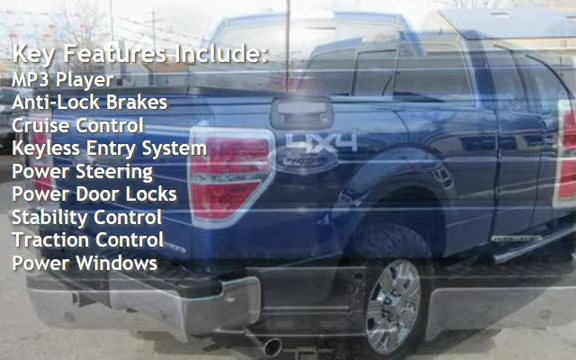 Key Features Include:
MP3 Player
Anti-Lock Brakes
Cruise Control
Keyless Entry System
Power Steering
Power Door Locks
Stability Control
Traction Control
Power Windows
4X4